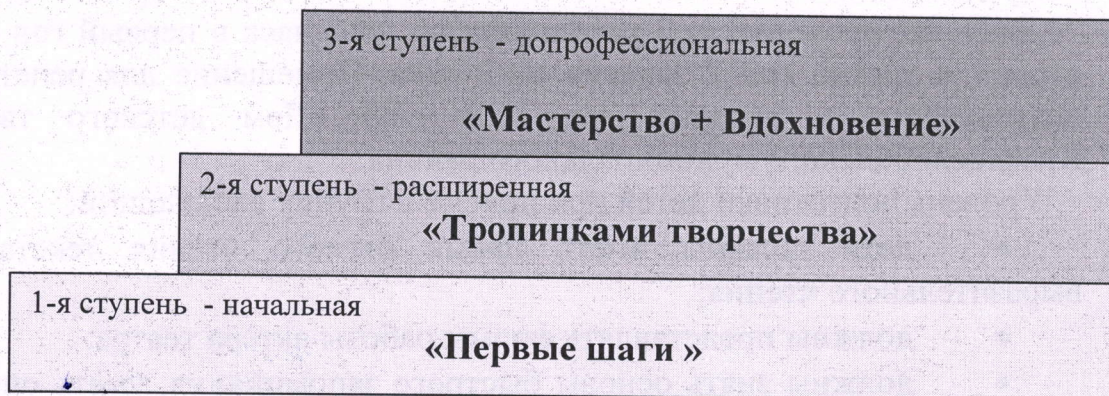 3-я ступень - допрофессиональная
«Мастерство + Вдохновение»
2-я ступень - расширенная
«Тропинками творчества»
1-я ступень - начальная
«Первые шаги »